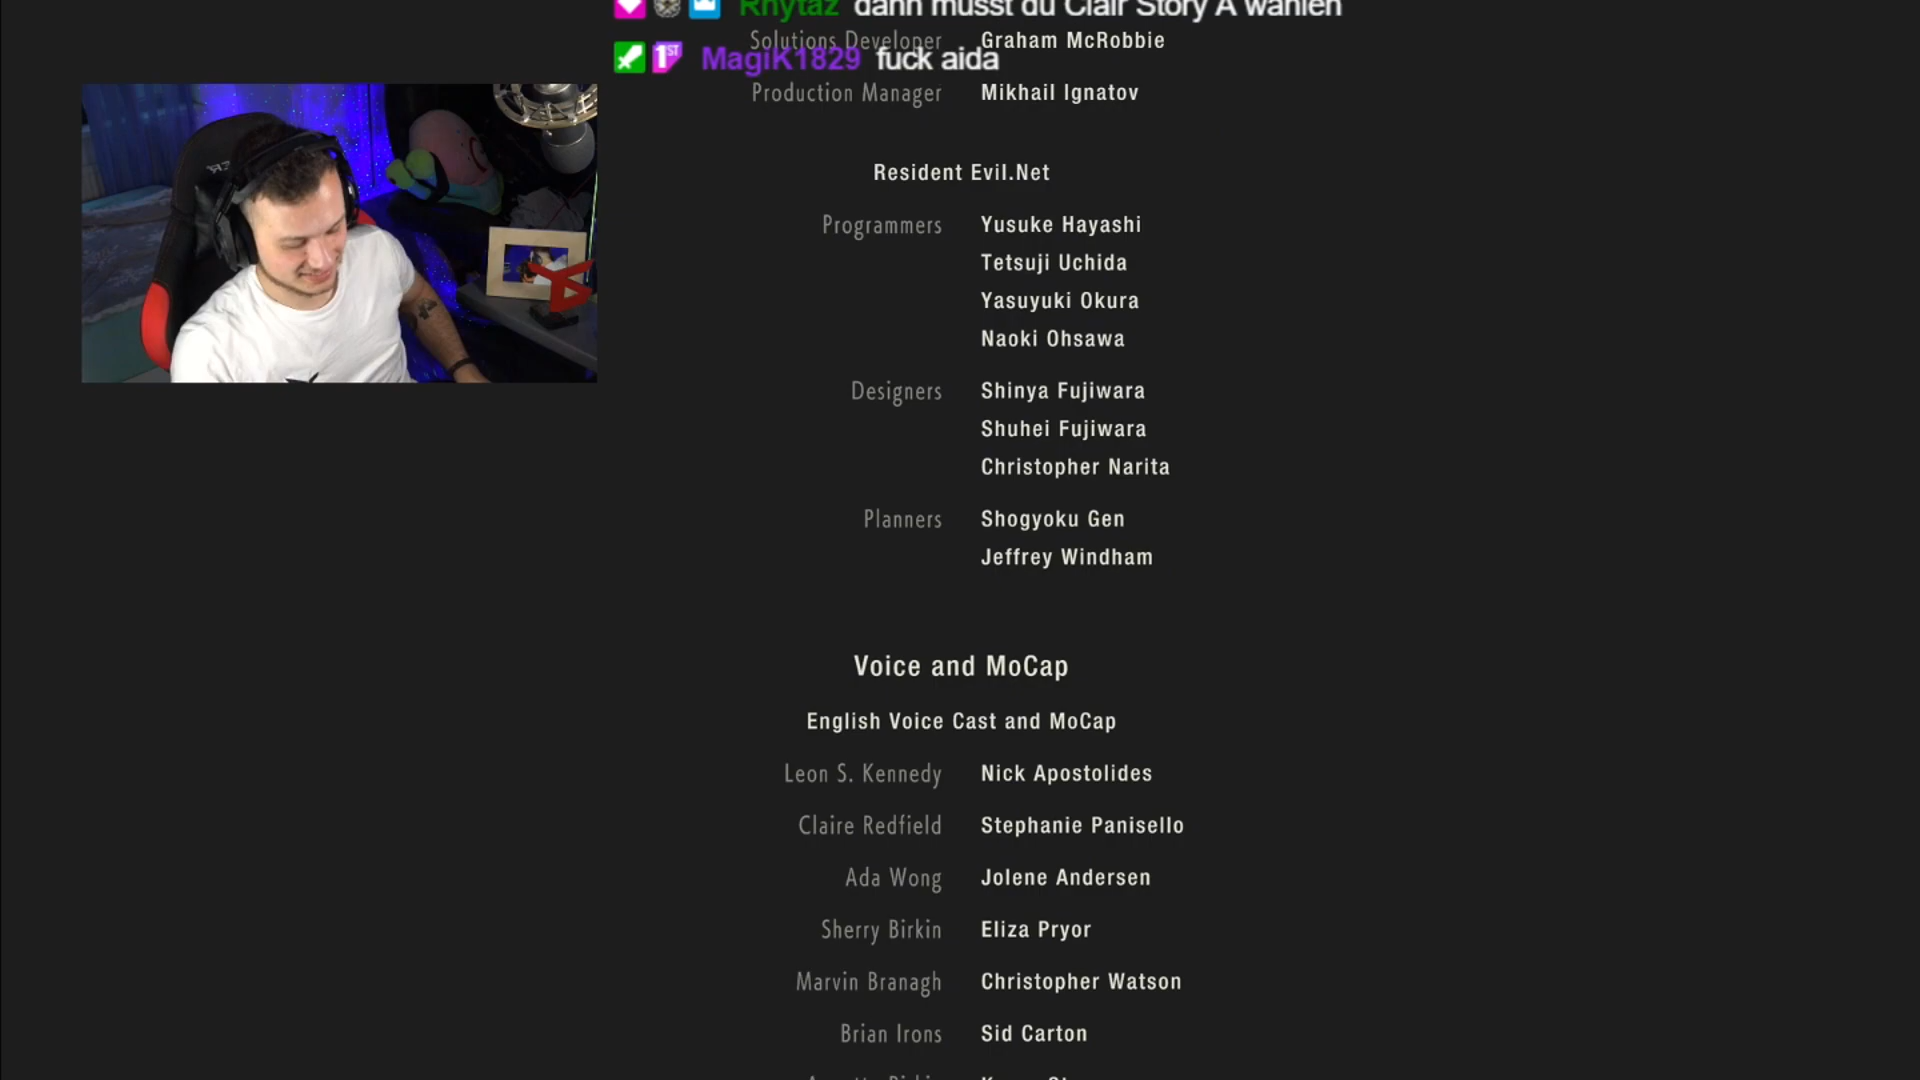 Rhytaz dann musst du Clair Story A wählen
Solutions Developer Graham McRobbie
1ST MagiK1829 fuck aida
Production Manager Mikhail Ignatov
Resident Evil.Net
Programmers Yusuke Hayashi
Tetsuji Uchida
Yasuyuki Okura
Naoki Ohsawa
Designers Shinya Fujiwara
Shuhei Fujiwara
Christopher Narita
Planners Shogyoku Gen
Jeffrey Windham
Voice and MoCap
English Voice Cast and MoCap
Leon S. Kennedy Nick Apostolides
Claire Redfield Stephanie Panisello
Ada Wong Jolene Andersen
Sherry Birkin Eliza Pryor
Marvin Branagh Christopher Watson
Brian Irons Sid Carton